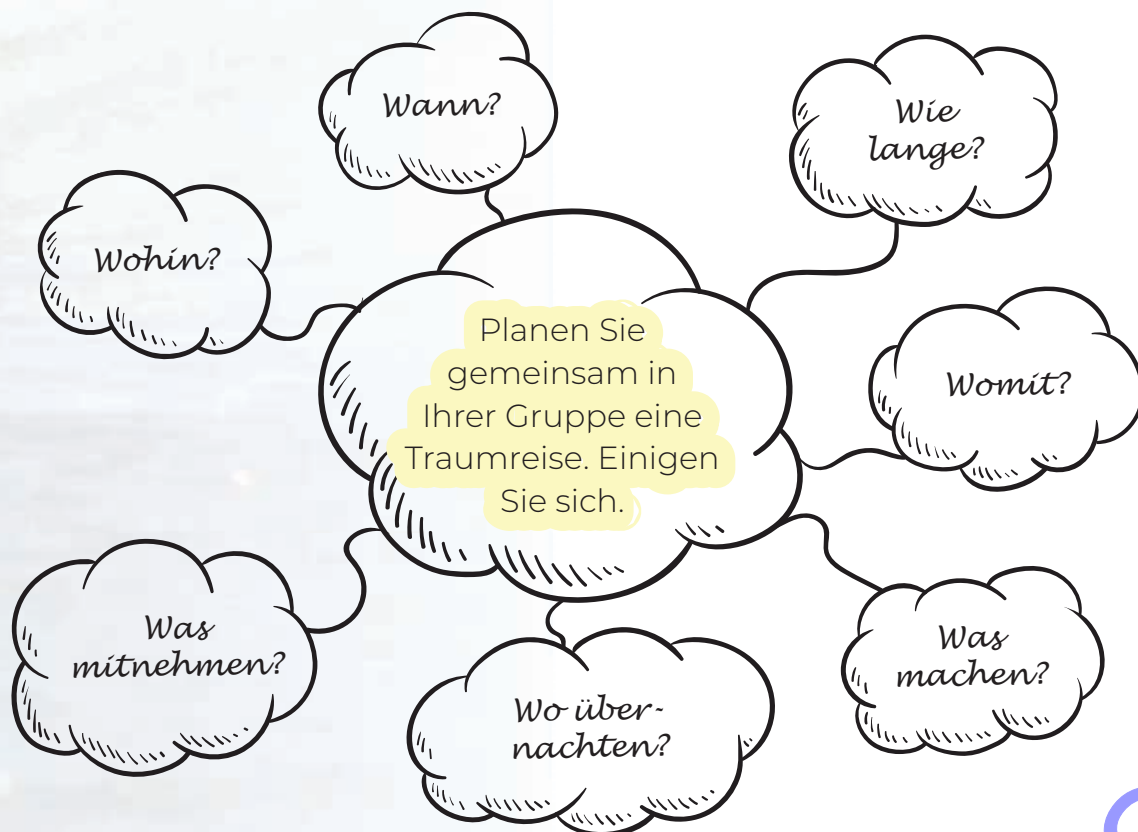 Wann?
Wie
lange?
Wohin?
Planen Sie
gemeinsam in
Ihrer Gruppe eine
Traumreise. Einigen
Sie sich.
Womit?
Was
mitnehmen?
Wo über-
nachten?
Was
machen?